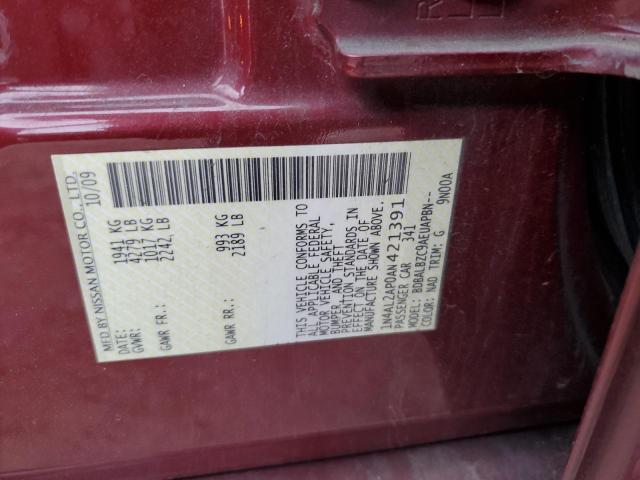 MFD BY NISSAN MOTOR CO., LTD.
DATE: 10/09
GVWR: 1941 KG
4279 LB
GAWR FR.: 1017 KG
2242 LB
GAWR RR.: 993 KG
2189 LB
THIS VEHICLE CONFORMS TO
ALL APPLICABLE FEDERAL
MOTOR VEHICLE SAFETY,
BUMPER, AND THEFT
PREVENTION STANDARDS IN
EFFECT ON THE DATE OF
MANUFACTURE SHOWN ABOVE.
1N4AL2AP0AN421391
PASSENGER CAR 341
MODEL: BDBALBZC9AEUAPBN--
COLOR: NAD TRIM: G 9N00A